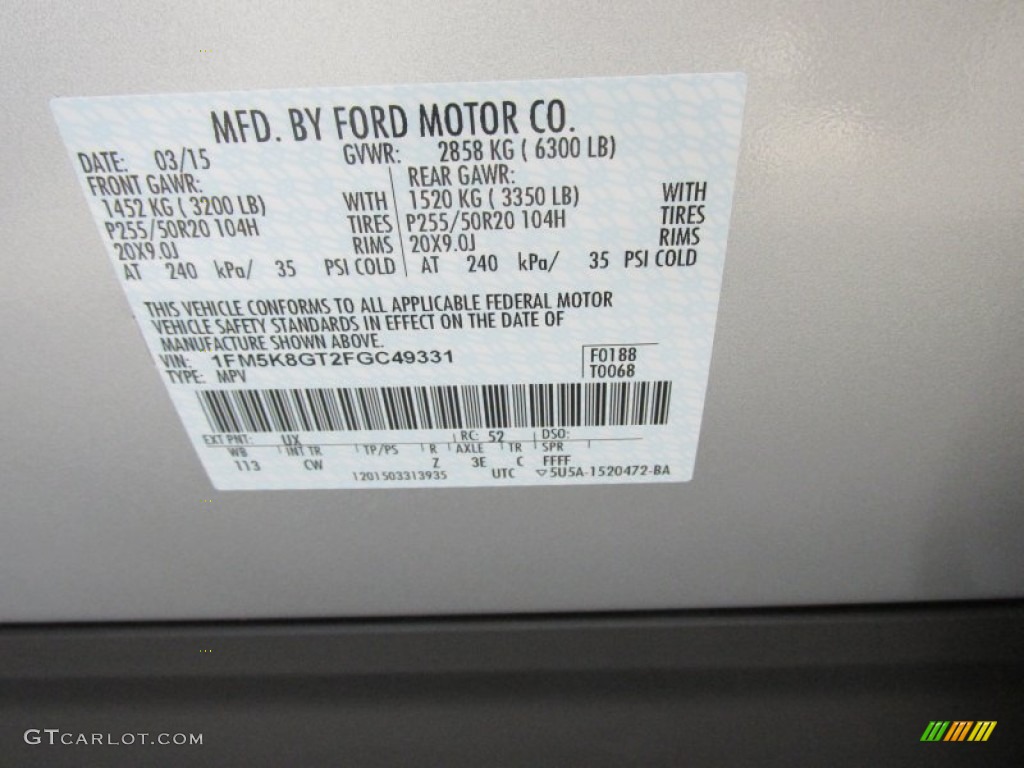 MFD. BY FORD MOTOR CO.
DATE: 03/15 GVWR: 2858 KG ( 6300 LB)
FRONT GAWR: REAR GAWR:
1452 KG ( 3200 LB) WITH 1520 KG ( 3350 LB) WITH
P255/50R20 104H TIRES P255/50R20 104H TIRES
20X9.0J RIMS 20X9.0J RIMS
AT 240 kPa/ 35 PSI COLD AT 240 kPa/ 35 PSI COLD
THIS VEHICLE CONFORMS TO ALL APPLICABLE FEDERAL MOTOR
VEHICLE SAFETY STANDARDS IN EFFECT ON THE DATE OF
MANUFACTURE SHOWN ABOVE.
VIN: 1FM5K8GT2FGC49331 F0188
TYPE: MPV T0068
EXT PNT: UX RC: 52 DSO:
WB INT TR TP/PS R AXLE TR SPR
113 CW Z 3E C FFFF
1201503313935 UTC ▽5U5A-1520472-BA
GTCARLOT.COM